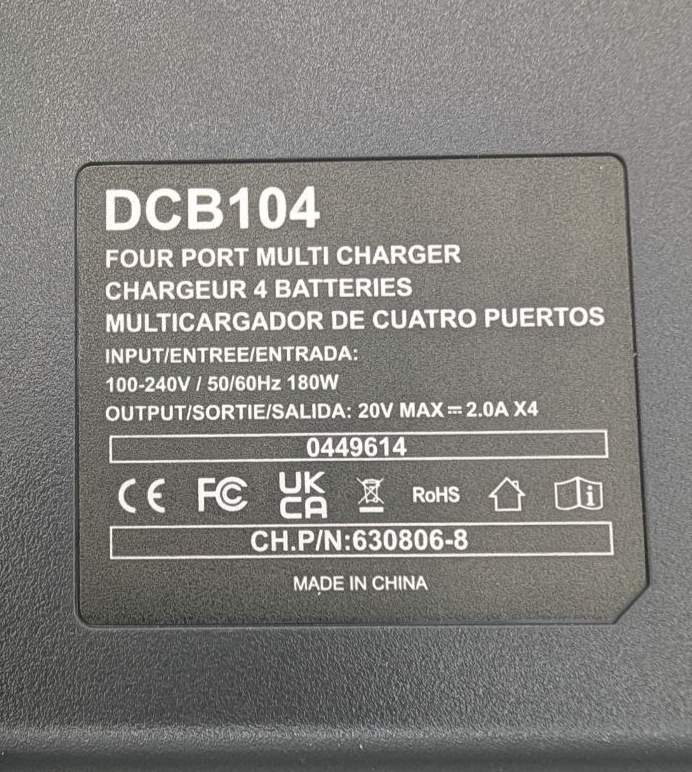 DCB104
FOUR PORT MULTI CHARGER
CHARGEUR 4 BATTERIES
MULTICARGADOR DE CUATRO PUERTOS
INPUT/ENTREE/ENTRADA:
100-240V / 50/60Hz 180W
OUTPUT/SORTIE/SALIDA: 20V MAX ⎓ 2.0A X4
0449614
CE FC UK CA RoHS i
CH.P/N:630806-8
MADE IN CHINA